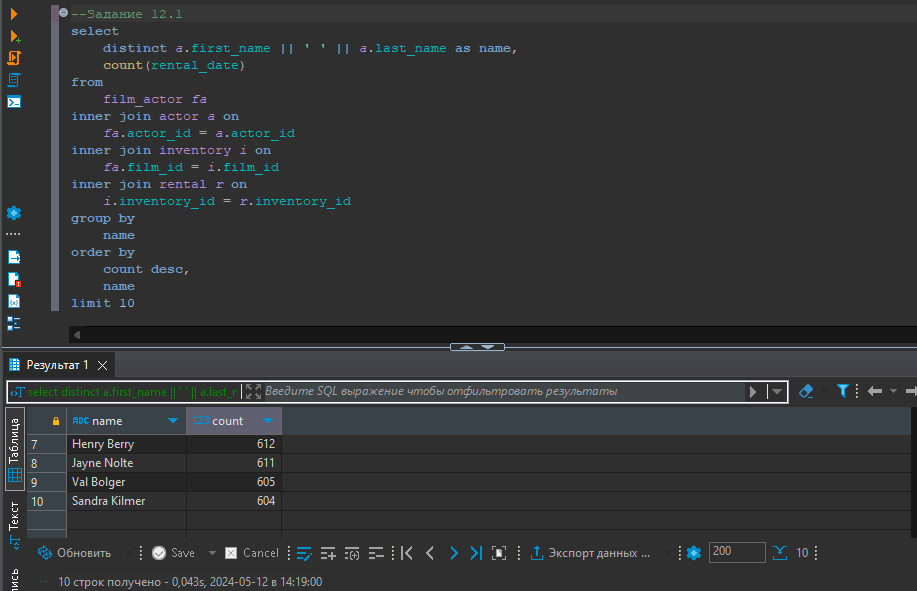 --Задание 12.1
select
distinct a.first_name || ' ' || a.last_name as name,
count(rental_date)
from
film_actor fa
inner join actor a on
fa.actor_id = a.actor_id
inner join inventory i on
fa.film_id = i.film_id
inner join rental r on
i.inventory_id = r.inventory_id
group by
name
order by
count desc,
name
limit 10
Результат 1
select distinct a.first_name || ' ' || a.last_r
Введите SQL выражение чтобы отфильтровать результаты
Таблица
Текст
ABC name
123 count
7 Henry Berry 612
8 Jayne Nolte 611
9 Val Bolger 605
10 Sandra Kilmer 604
Обновить
Save
Cancel
Экспорт данных ...
200
10
10 строк получено - 0,043s, 2024-05-12 в 14:19:00